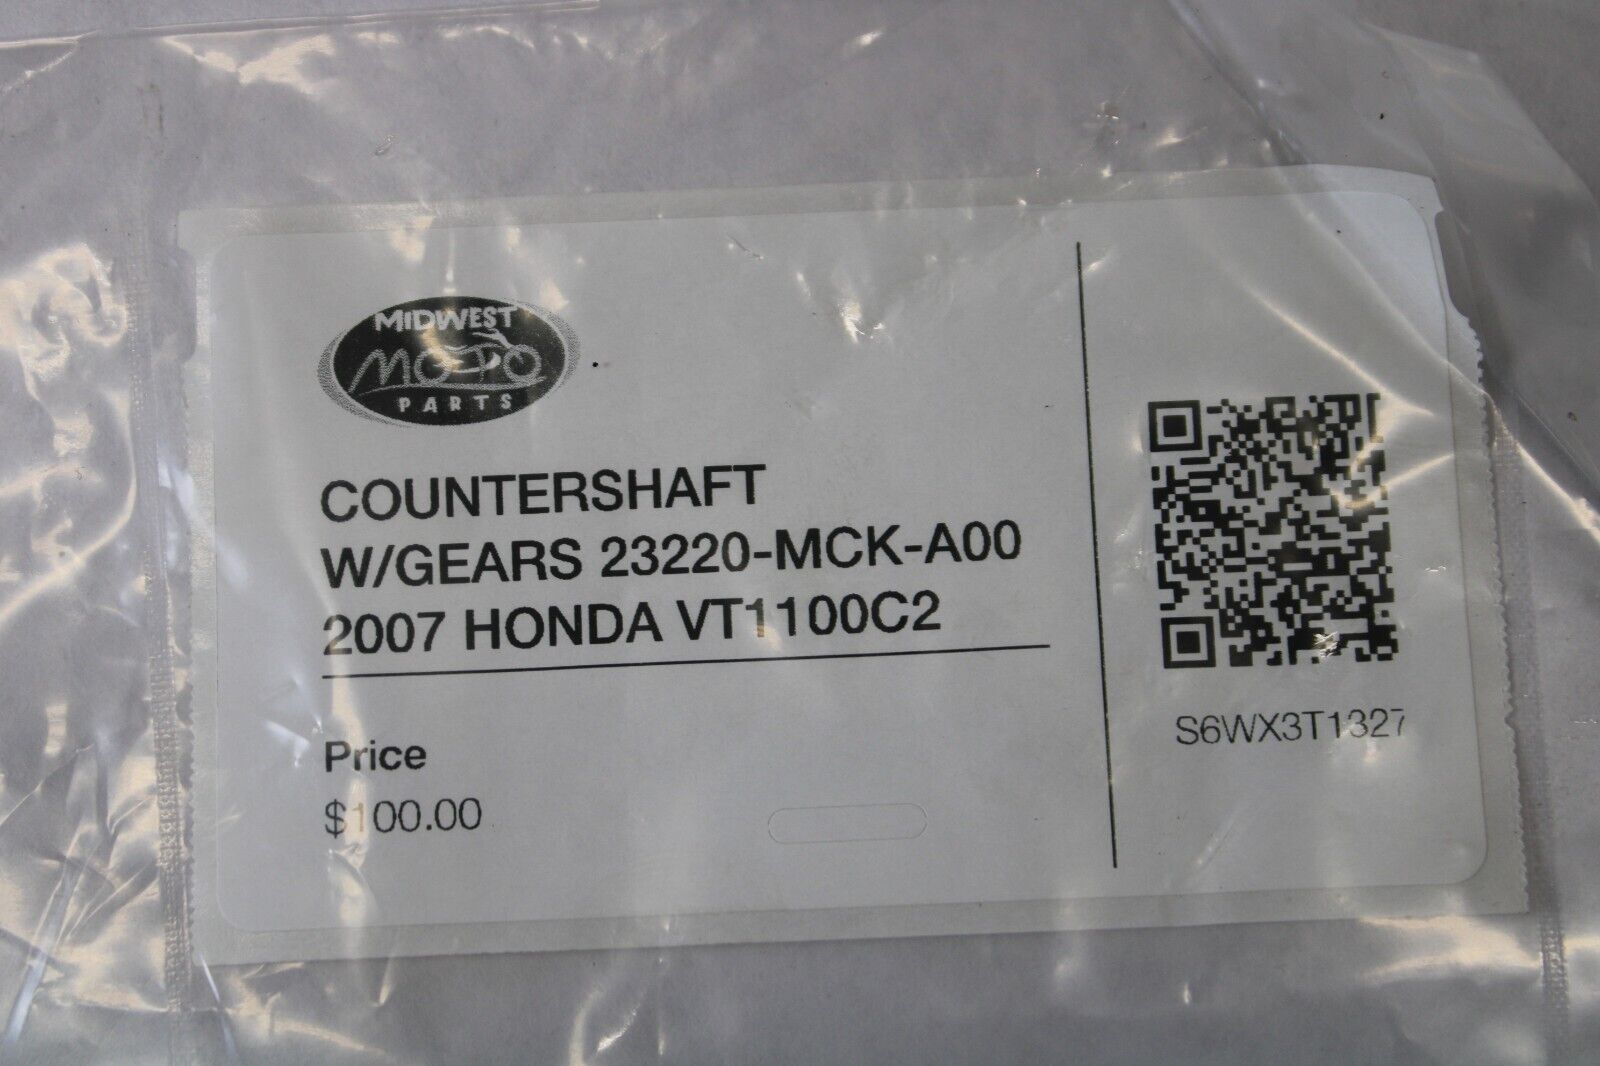 MIDWEST
MOTO
PARTS
COUNTERSHAFT
W/GEARS 23220-MCK-A00
2007 HONDA VT1100C2
Price
$100.00
S6WX3T1327